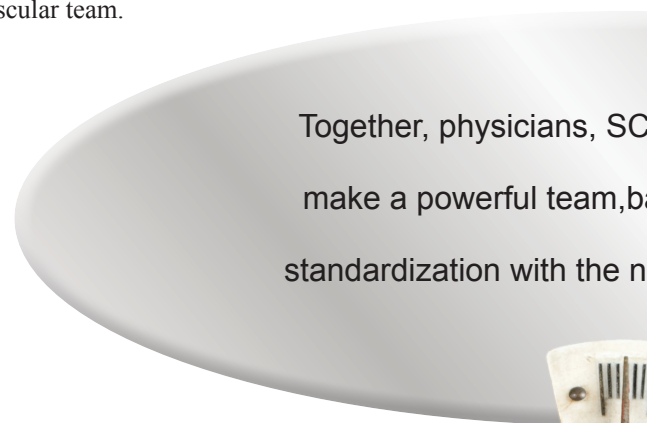 scular team.
Together, physicians, SC
make a powerful team,ba
standardization with the n